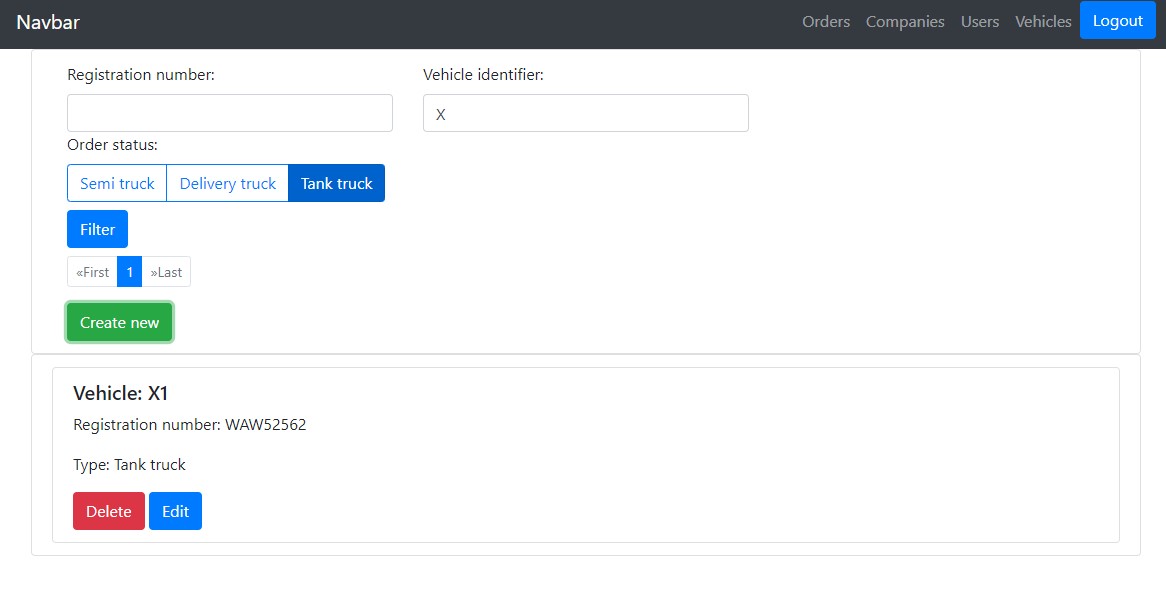 Navbar Orders Companies Users Vehicles Logout
Registration number: Vehicle identifier:
X
Order status:
Semi truck Delivery truck Tank truck
Filter
«First 1 »Last
Create new
Vehicle: X1
Registration number: WAW52562
Type: Tank truck
Delete Edit